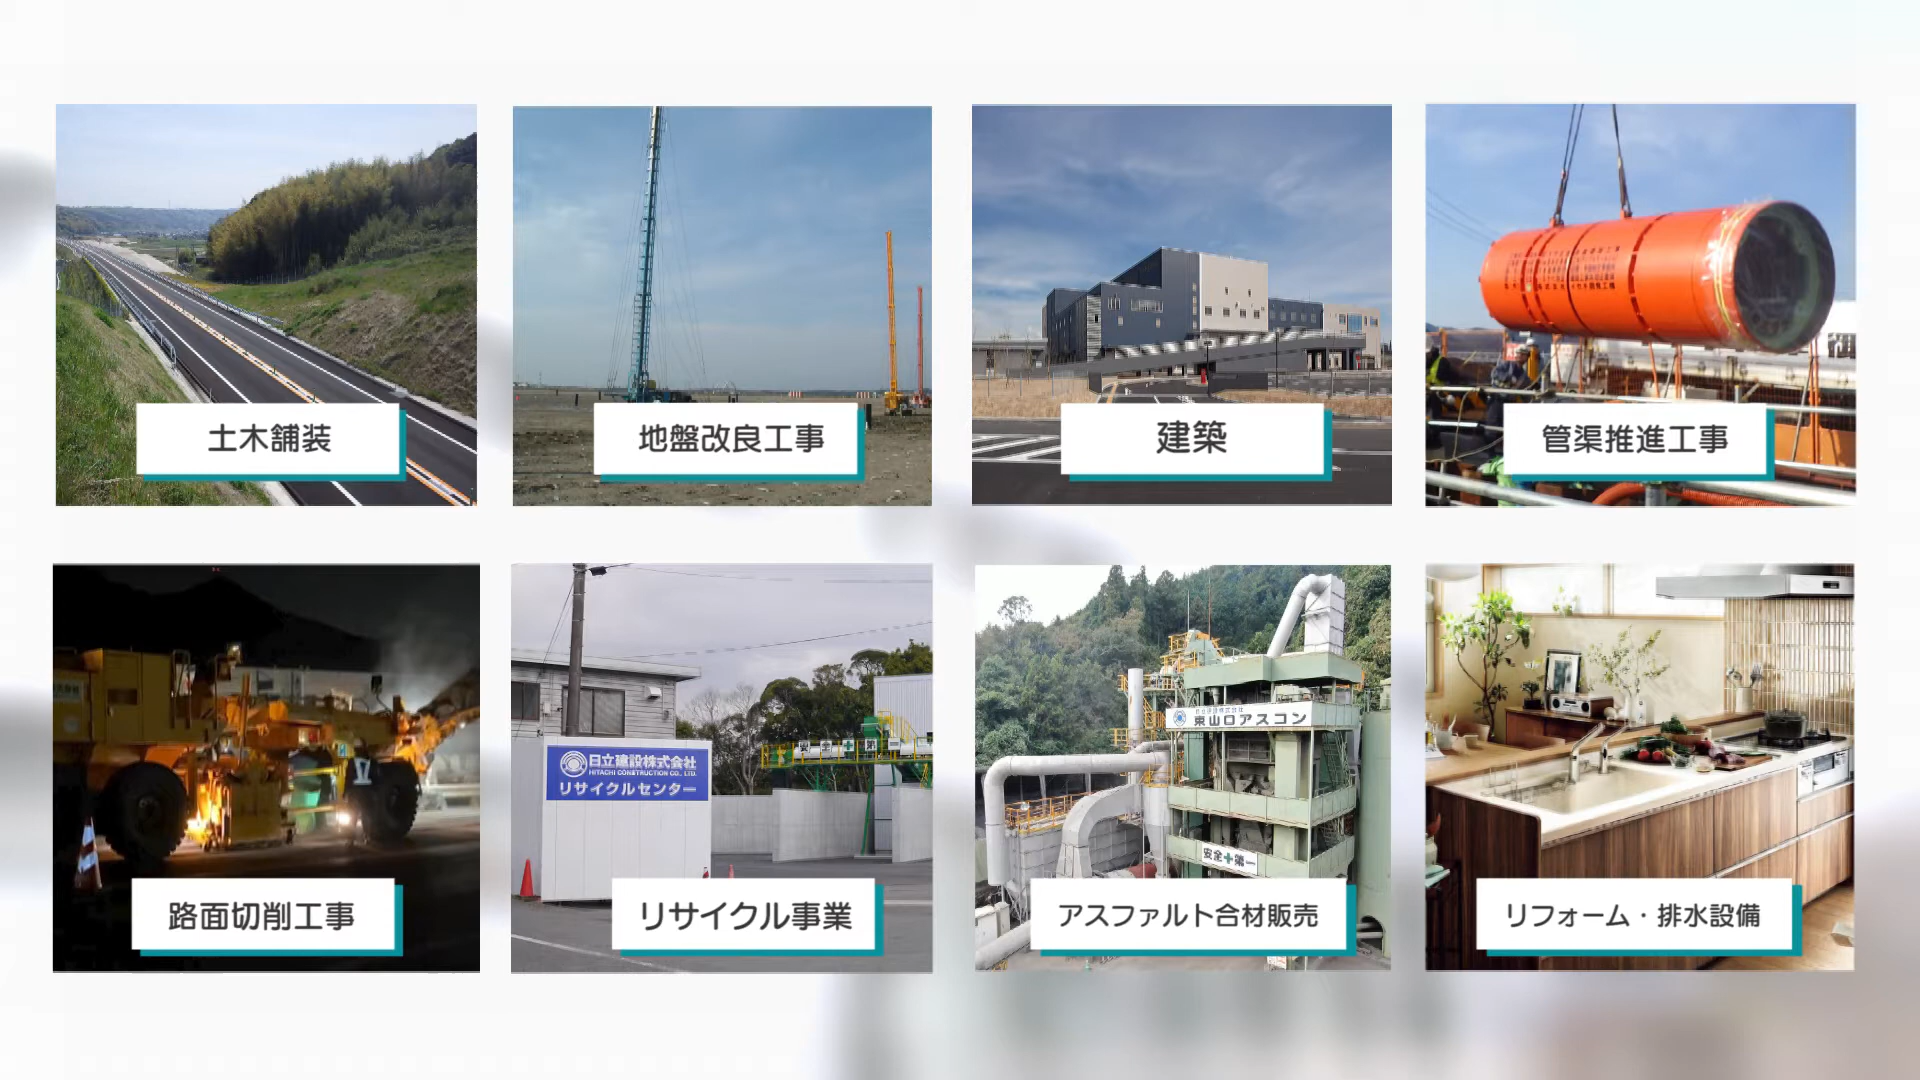 土木舗装
地盤改良工事
建築
管渠推進工事
路面切削工事
日立建設株式会社
HITACHI CONSTRUCTION CO., LTD.
リサイクルセンター
安全第一
リサイクル事業
東山口アスコン
安全第一
アスファルト合材販売
リフォーム・排水設備